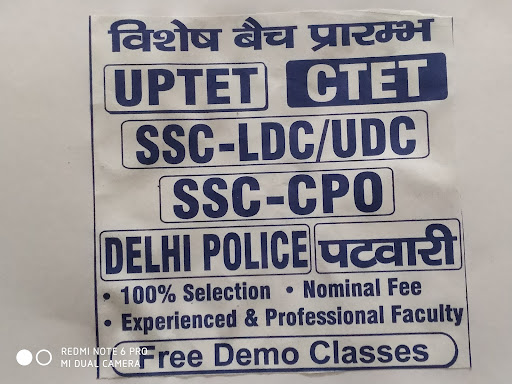 विशेष बैच प्रारम्भ
UPTET CTET
SSC-LDC/UDC
SSC-CPO
DELHI POLICE पटवारी
• 100% Selection • Nominal Fee
• Experienced & Professional Faculty
Free Demo Classes
REDMI NOTE 6 PRO
MI DUAL CAMERA